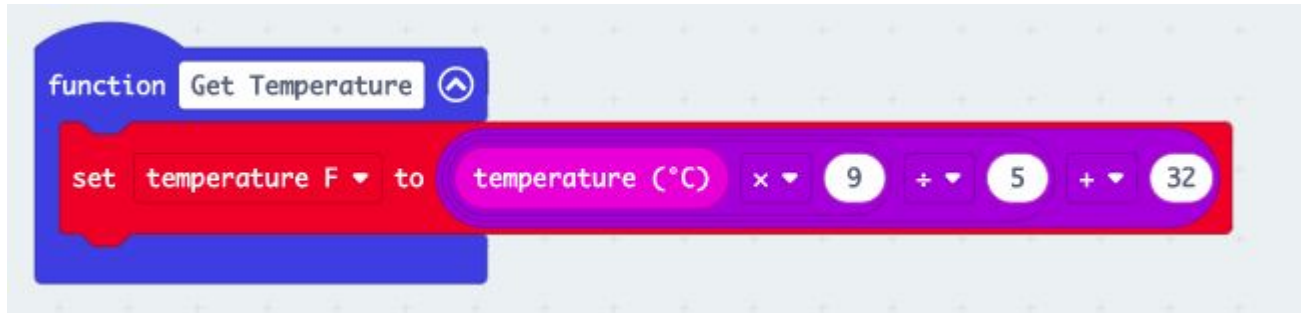 function Get Temperature
set temperature F to temperature (°C) × 9 ÷ 5 + 32